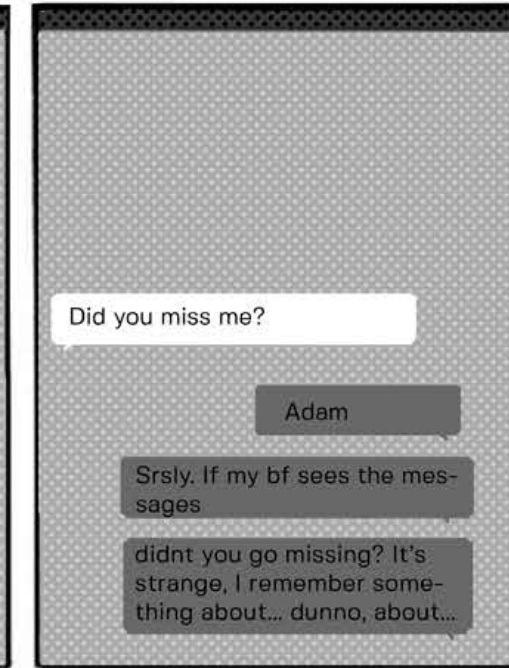 Did you miss me?
Adam
Srsly. If my bf sees the mes-
sages
didnt you go missing? It's
strange, I remember some-
thing about... dunno, about...